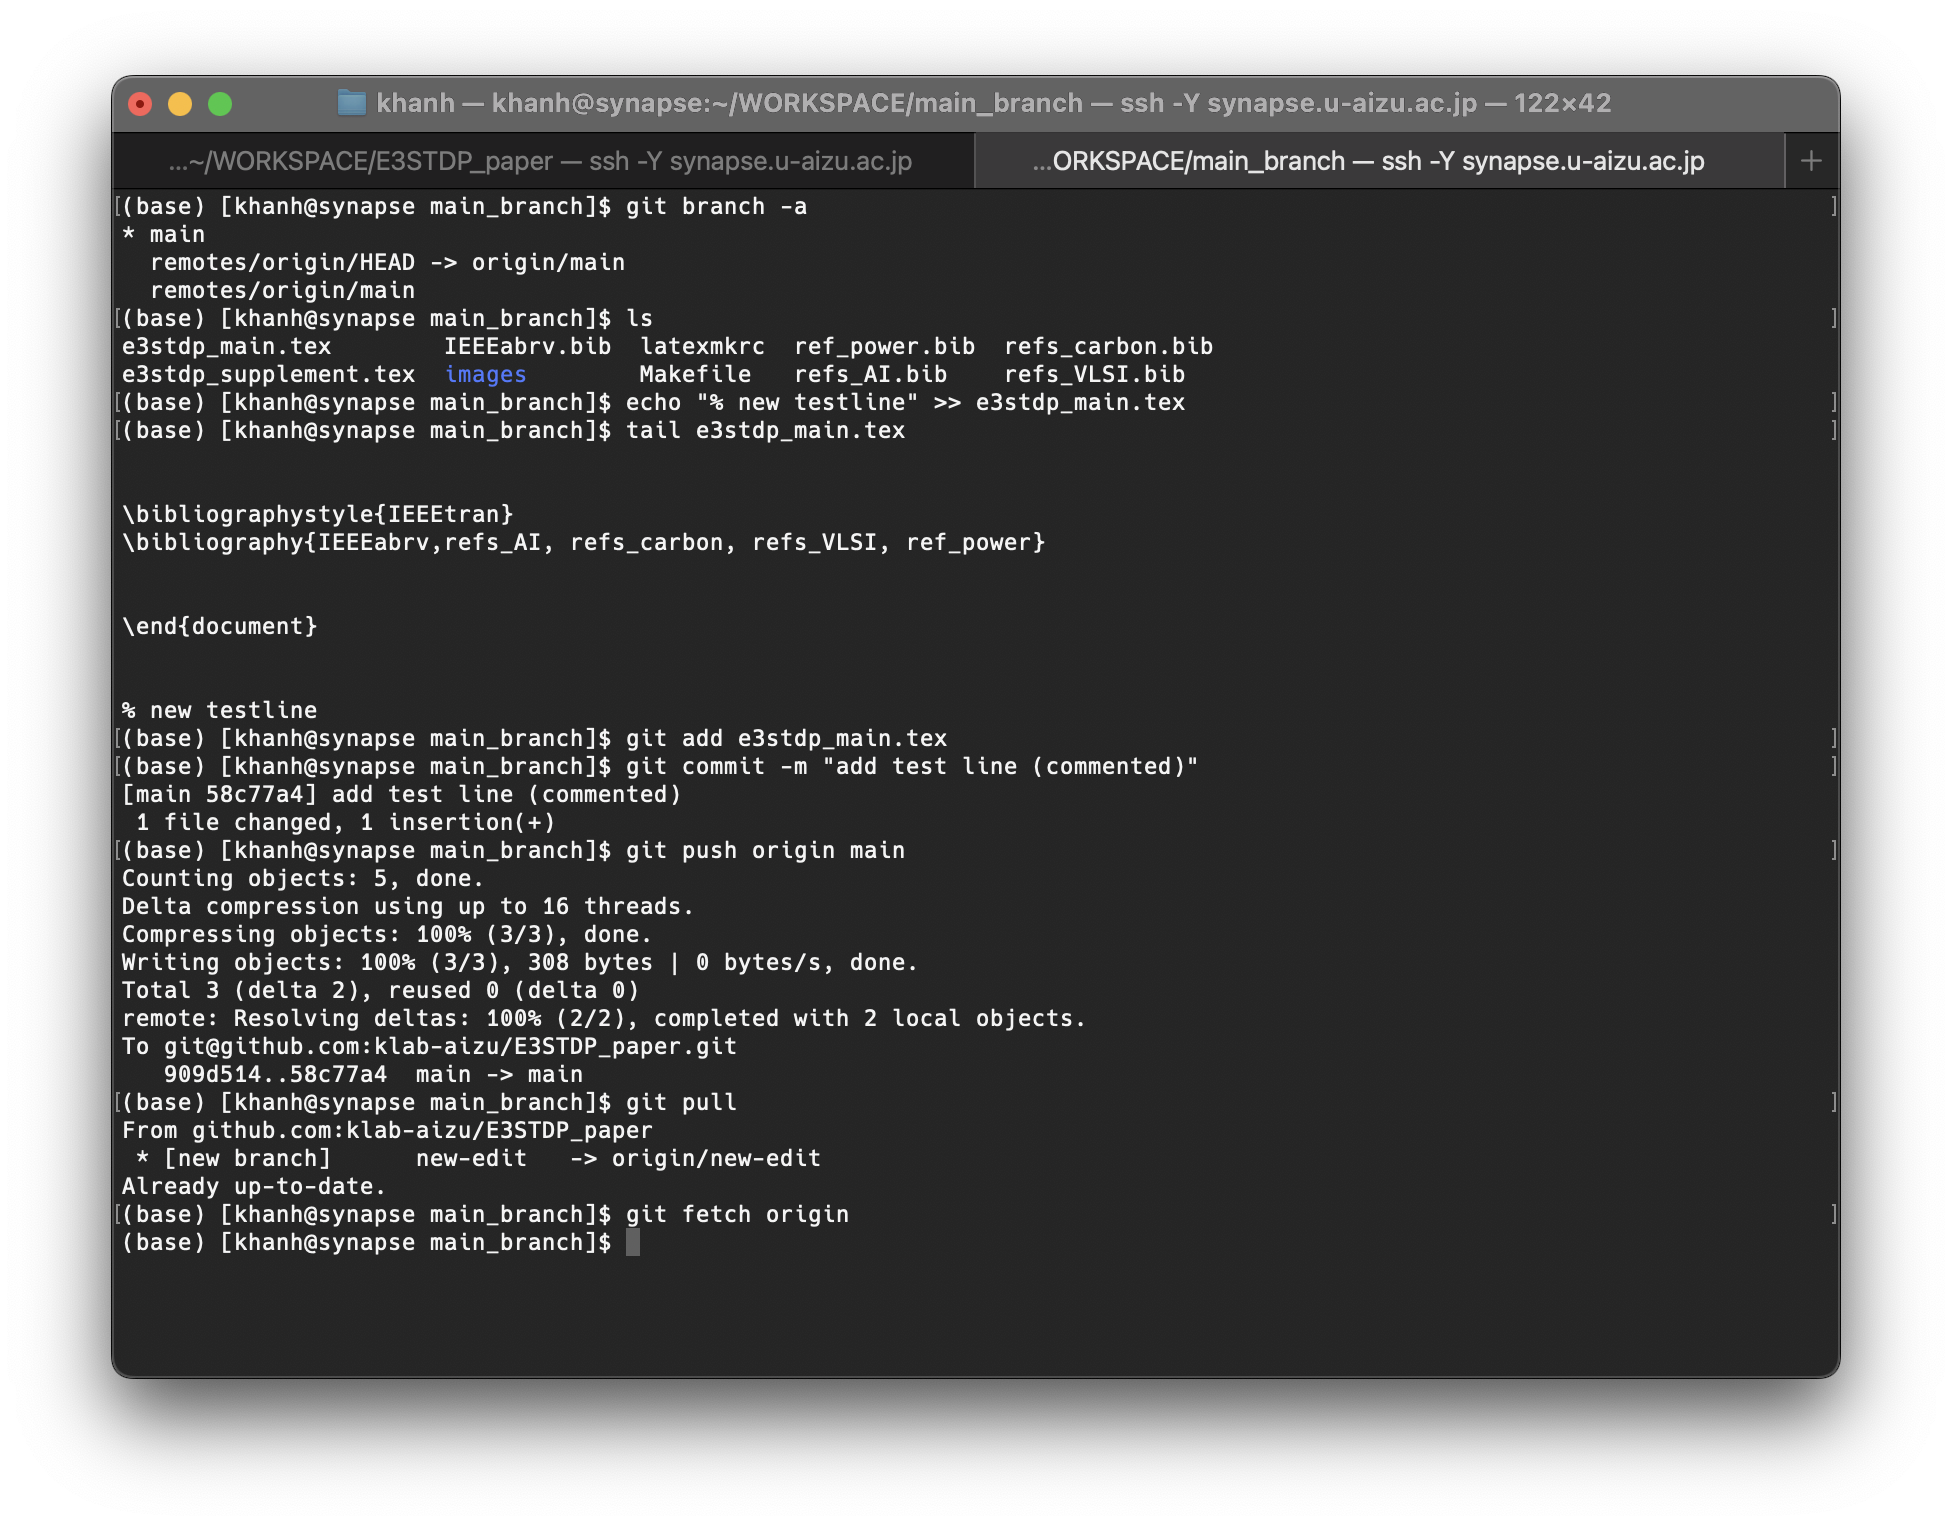 khanh — khanh@synapse:~/WORKSPACE/main_branch — ssh -Y synapse.u-aizu.ac.jp — 122×42
...~/WORKSPACE/E3STDP_paper — ssh -Y synapse.u-aizu.ac.jp
...ORKSPACE/main_branch — ssh -Y synapse.u-aizu.ac.jp +
[(base) [khanh@synapse main_branch]$ git branch -a ]
* main
  remotes/origin/HEAD -> origin/main
  remotes/origin/main
[(base) [khanh@synapse main_branch]$ ls ]
e3stdp_main.tex        IEEEabrv.bib  latexmkrc  ref_power.bib  refs_carbon.bib
e3stdp_supplement.tex  images        Makefile   refs_AI.bib    refs_VLSI.bib
[(base) [khanh@synapse main_branch]$ echo "% new testline" >> e3stdp_main.tex ]
[(base) [khanh@synapse main_branch]$ tail e3stdp_main.tex ]
\bibliographystyle{IEEEtran}
\bibliography{IEEEabrv,refs_AI, refs_carbon, refs_VLSI, ref_power}
\end{document}
% new testline
[(base) [khanh@synapse main_branch]$ git add e3stdp_main.tex ]
[(base) [khanh@synapse main_branch]$ git commit -m "add test line (commented)" ]
[main 58c77a4] add test line (commented)
 1 file changed, 1 insertion(+)
[(base) [khanh@synapse main_branch]$ git push origin main ]
Counting objects: 5, done.
Delta compression using up to 16 threads.
Compressing objects: 100% (3/3), done.
Writing objects: 100% (3/3), 308 bytes | 0 bytes/s, done.
Total 3 (delta 2), reused 0 (delta 0)
remote: Resolving deltas: 100% (2/2), completed with 2 local objects.
To git@github.com:klab-aizu/E3STDP_paper.git
   909d514..58c77a4  main -> main
[(base) [khanh@synapse main_branch]$ git pull ]
From github.com:klab-aizu/E3STDP_paper
 * [new branch]      new-edit   -> origin/new-edit
Already up-to-date.
[(base) [khanh@synapse main_branch]$ git fetch origin ]
(base) [khanh@synapse main_branch]$